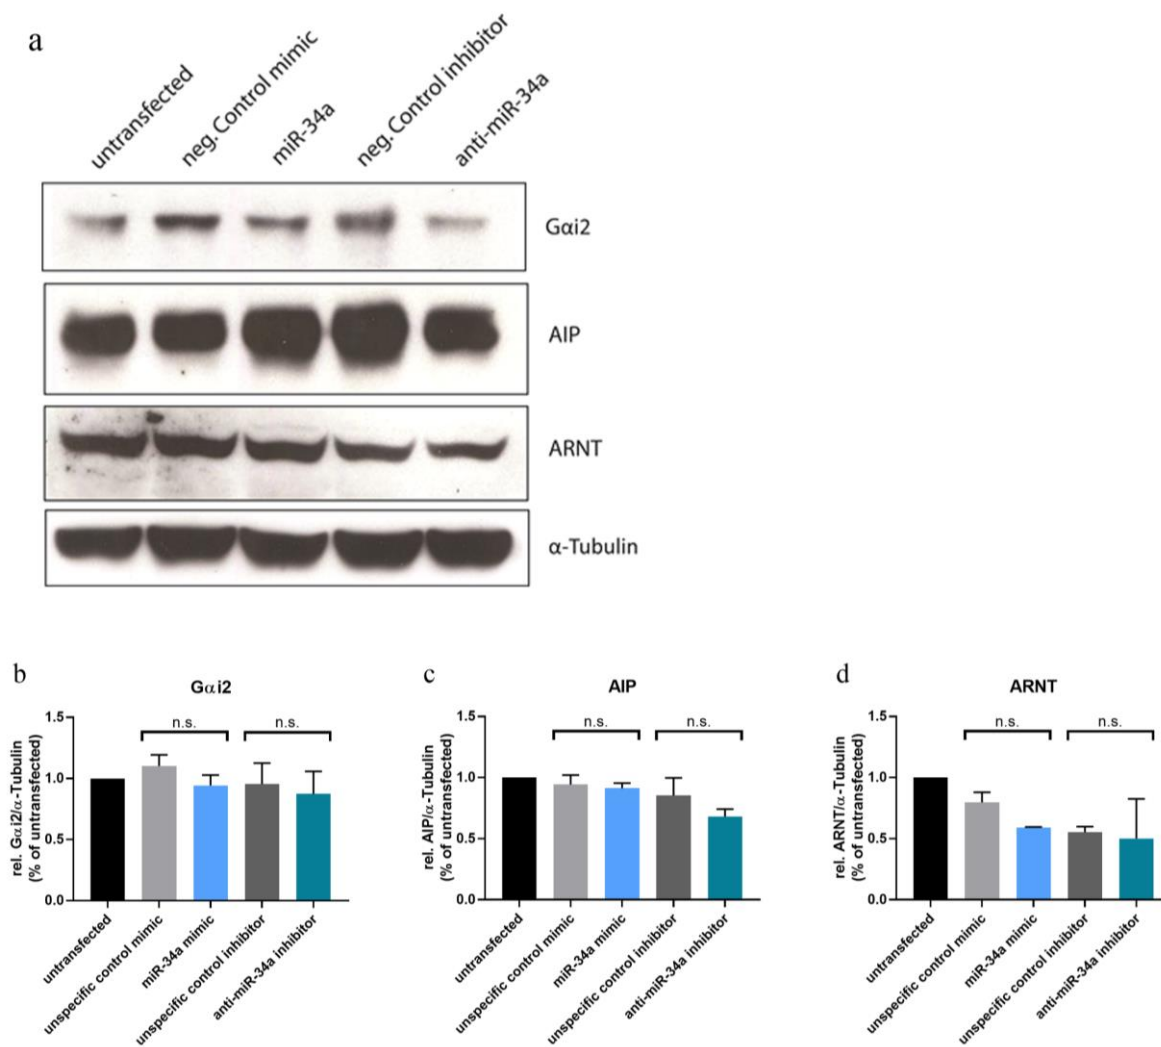 a
untransfected
neg. Control mimic
miR-34a
neg. Control inhibitor
anti-miR-34a
Gαi2
AIP
ARNT
α-Tubulin
b
Gαi2
rel. Gαi2/α-Tubulin
(% of untransfected)
1.5
1.0
0.5
0.0
n.s.
n.s.
untransfected
unspecific control mimic
miR-34a mimic
unspecific control inhibitor
anti-miR-34a inhibitor
c
AIP
rel. AIP/α-Tubulin
(% of untransfected)
1.5
1.0
0.5
0.0
n.s.
n.s.
untransfected
unspecific control mimic
miR-34a mimic
unspecific control inhibitor
anti-miR-34a inhibitor
d
ARNT
rel. ARNT/α-Tubulin
(% of untransfected)
1.5
1.0
0.5
0.0
n.s.
n.s.
untransfected
unspecific control mimic
miR-34a mimic
unspecific control inhibitor
anti-miR-34a inhibitor